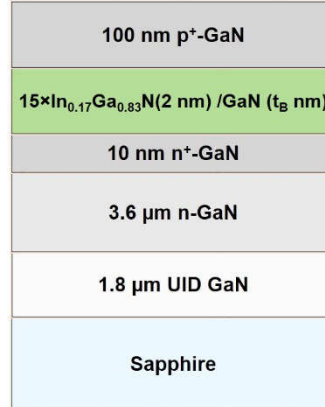 100 nm p⁺-GaN
15×In₀.₁₇Ga₀.₈₃N(2 nm) /GaN (t_B nm)
10 nm n⁺-GaN
3.6 μm n-GaN
1.8 μm UID GaN
Sapphire